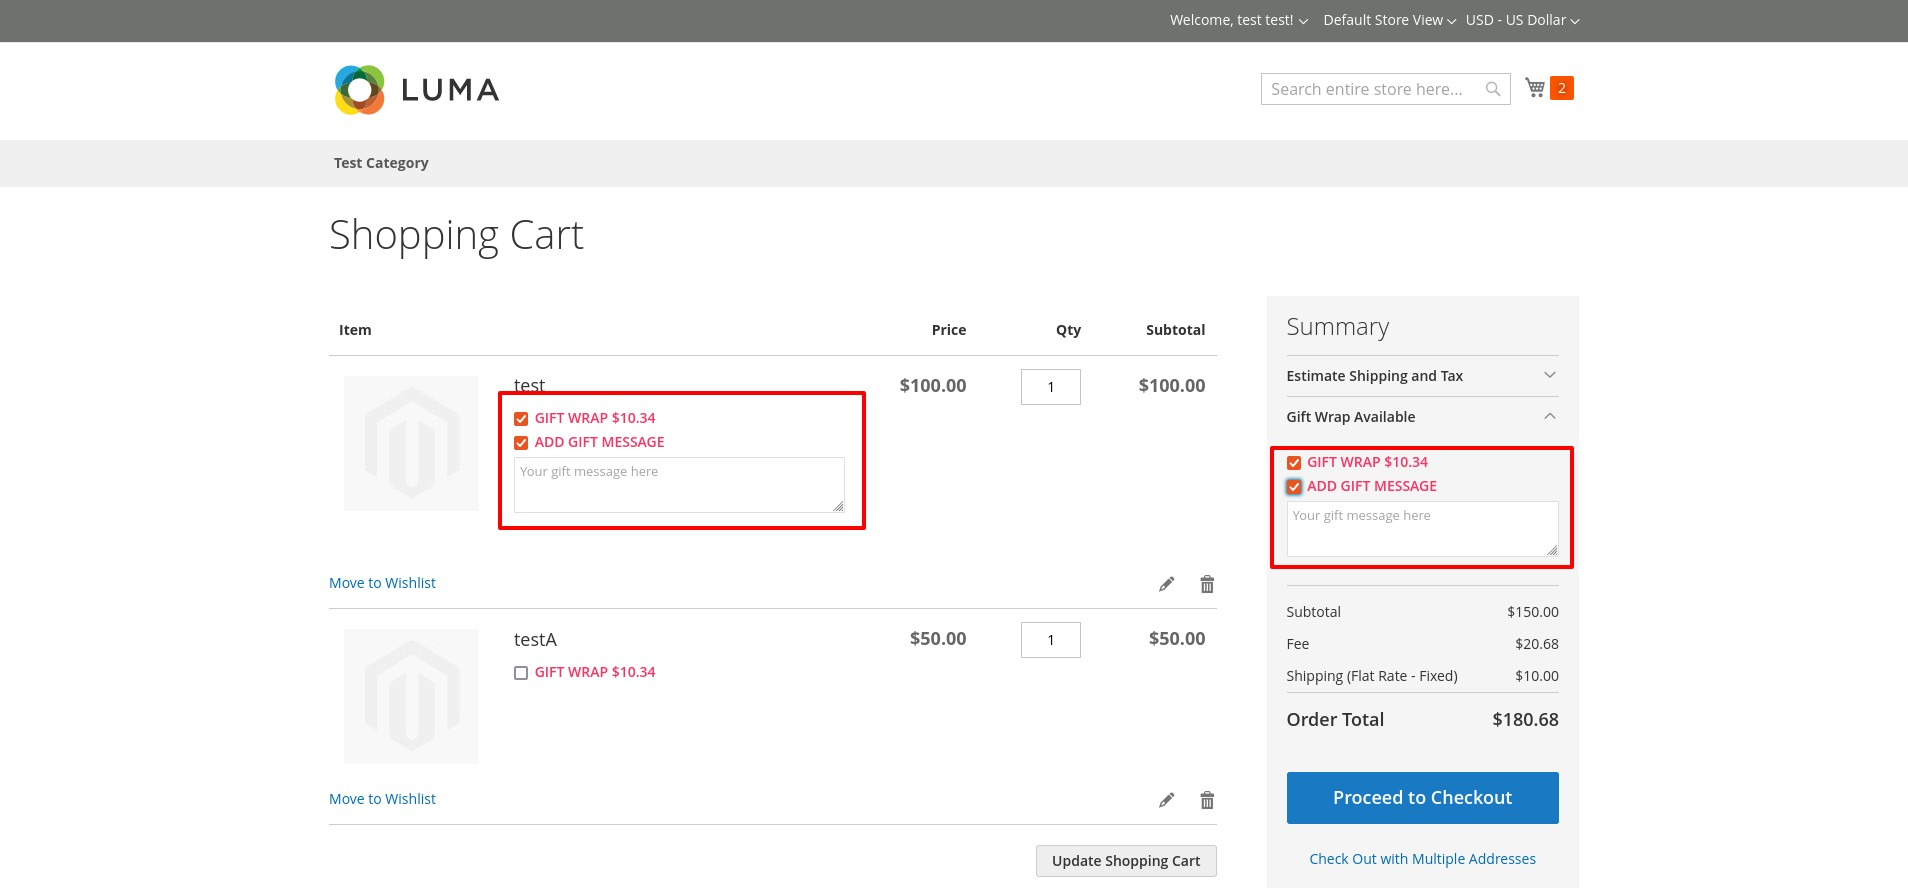 Welcome, test test! Default Store View USD - US Dollar
LUMA
Search entire store here... 2
Test Category
Shopping Cart
Item Price Qty Subtotal
test $100.00 1 $100.00
GIFT WRAP $10.34
ADD GIFT MESSAGE
Your gift message here
Move to Wishlist
testA $50.00 1 $50.00
GIFT WRAP $10.34
Move to Wishlist
Update Shopping Cart
Summary
Estimate Shipping and Tax
Gift Wrap Available
GIFT WRAP $10.34
ADD GIFT MESSAGE
Your gift message here
Subtotal $150.00
Fee $20.68
Shipping (Flat Rate - Fixed) $10.00
Order Total $180.68
Proceed to Checkout
Check Out with Multiple Addresses